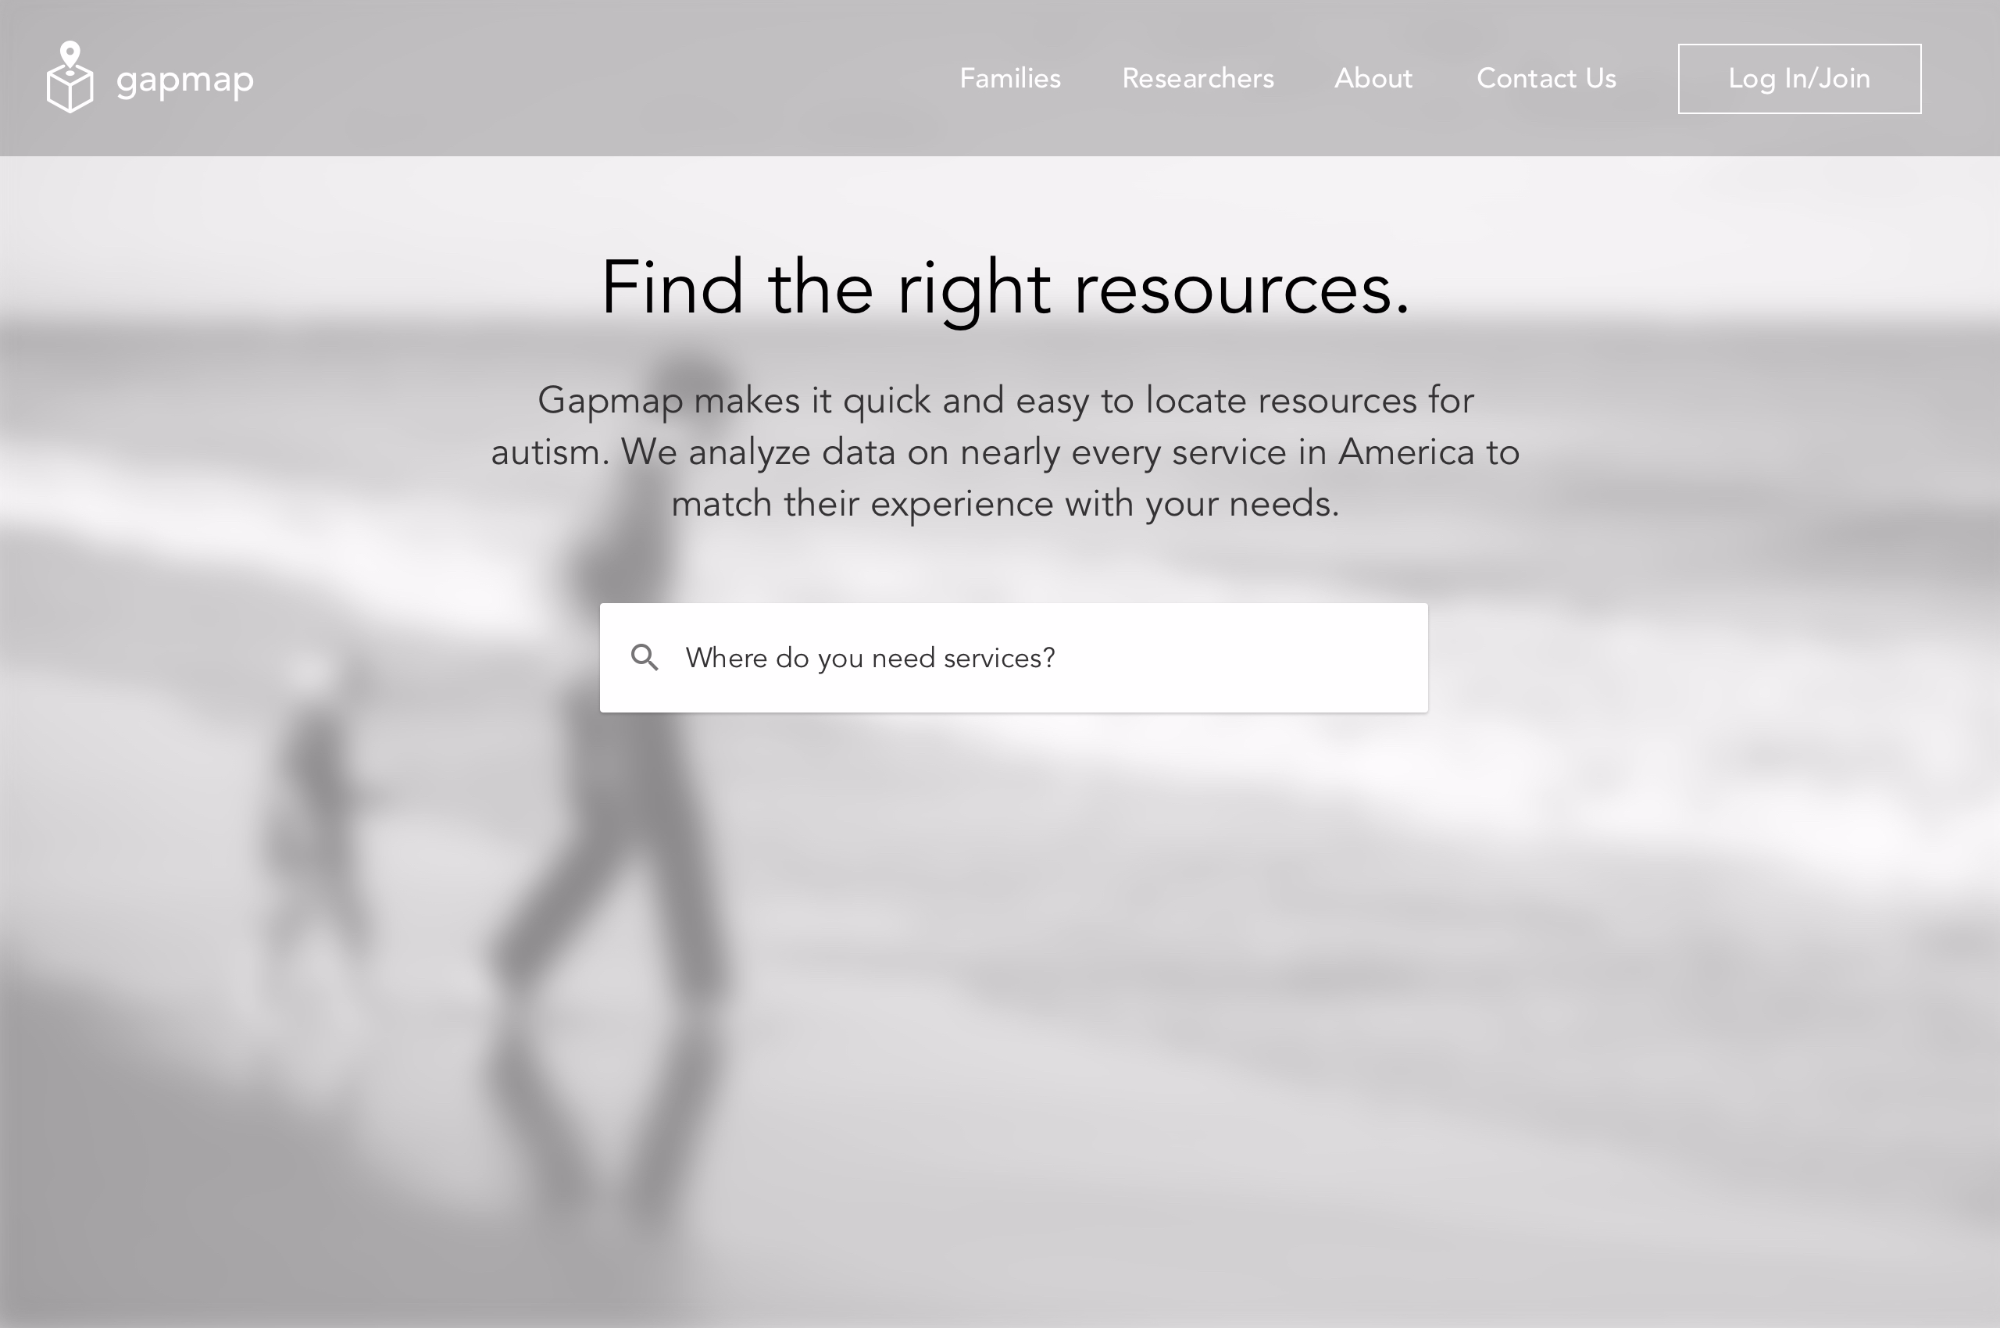 gapmap
Families
Researchers
About
Contact Us
Log In/Join
Find the right resources.
Gapmap makes it quick and easy to locate resources for
autism. We analyze data on nearly every service in America to
match their experience with your needs.
Where do you need services?